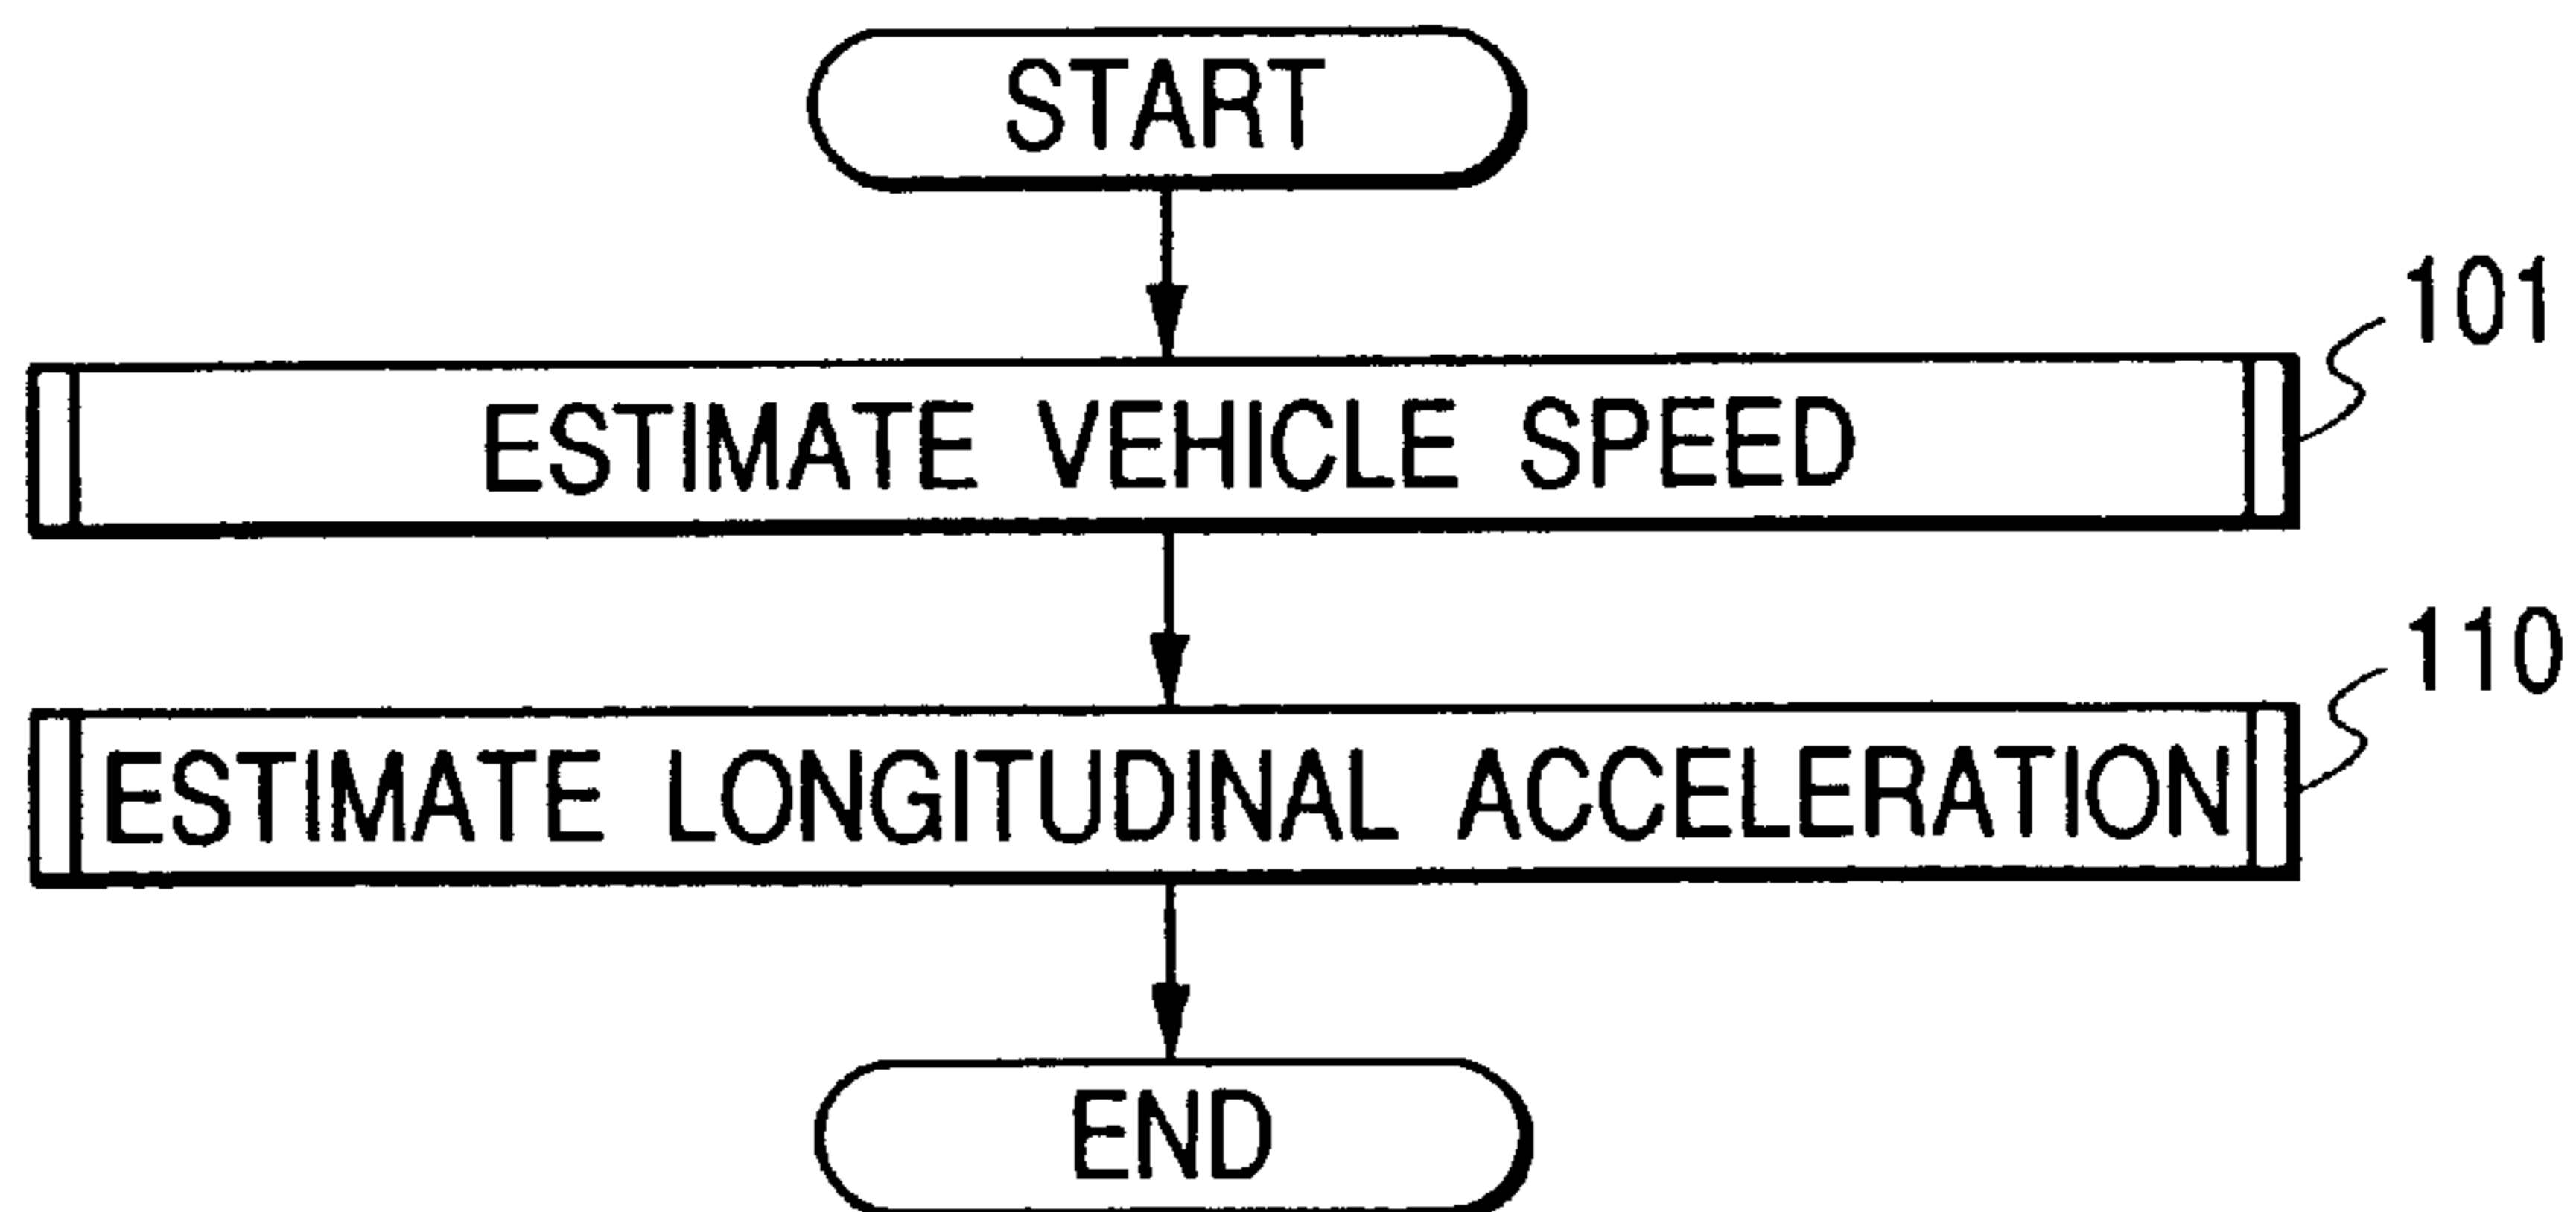 START
101
ESTIMATE VEHICLE SPEED
110
ESTIMATE LONGITUDINAL ACCELERATION
END